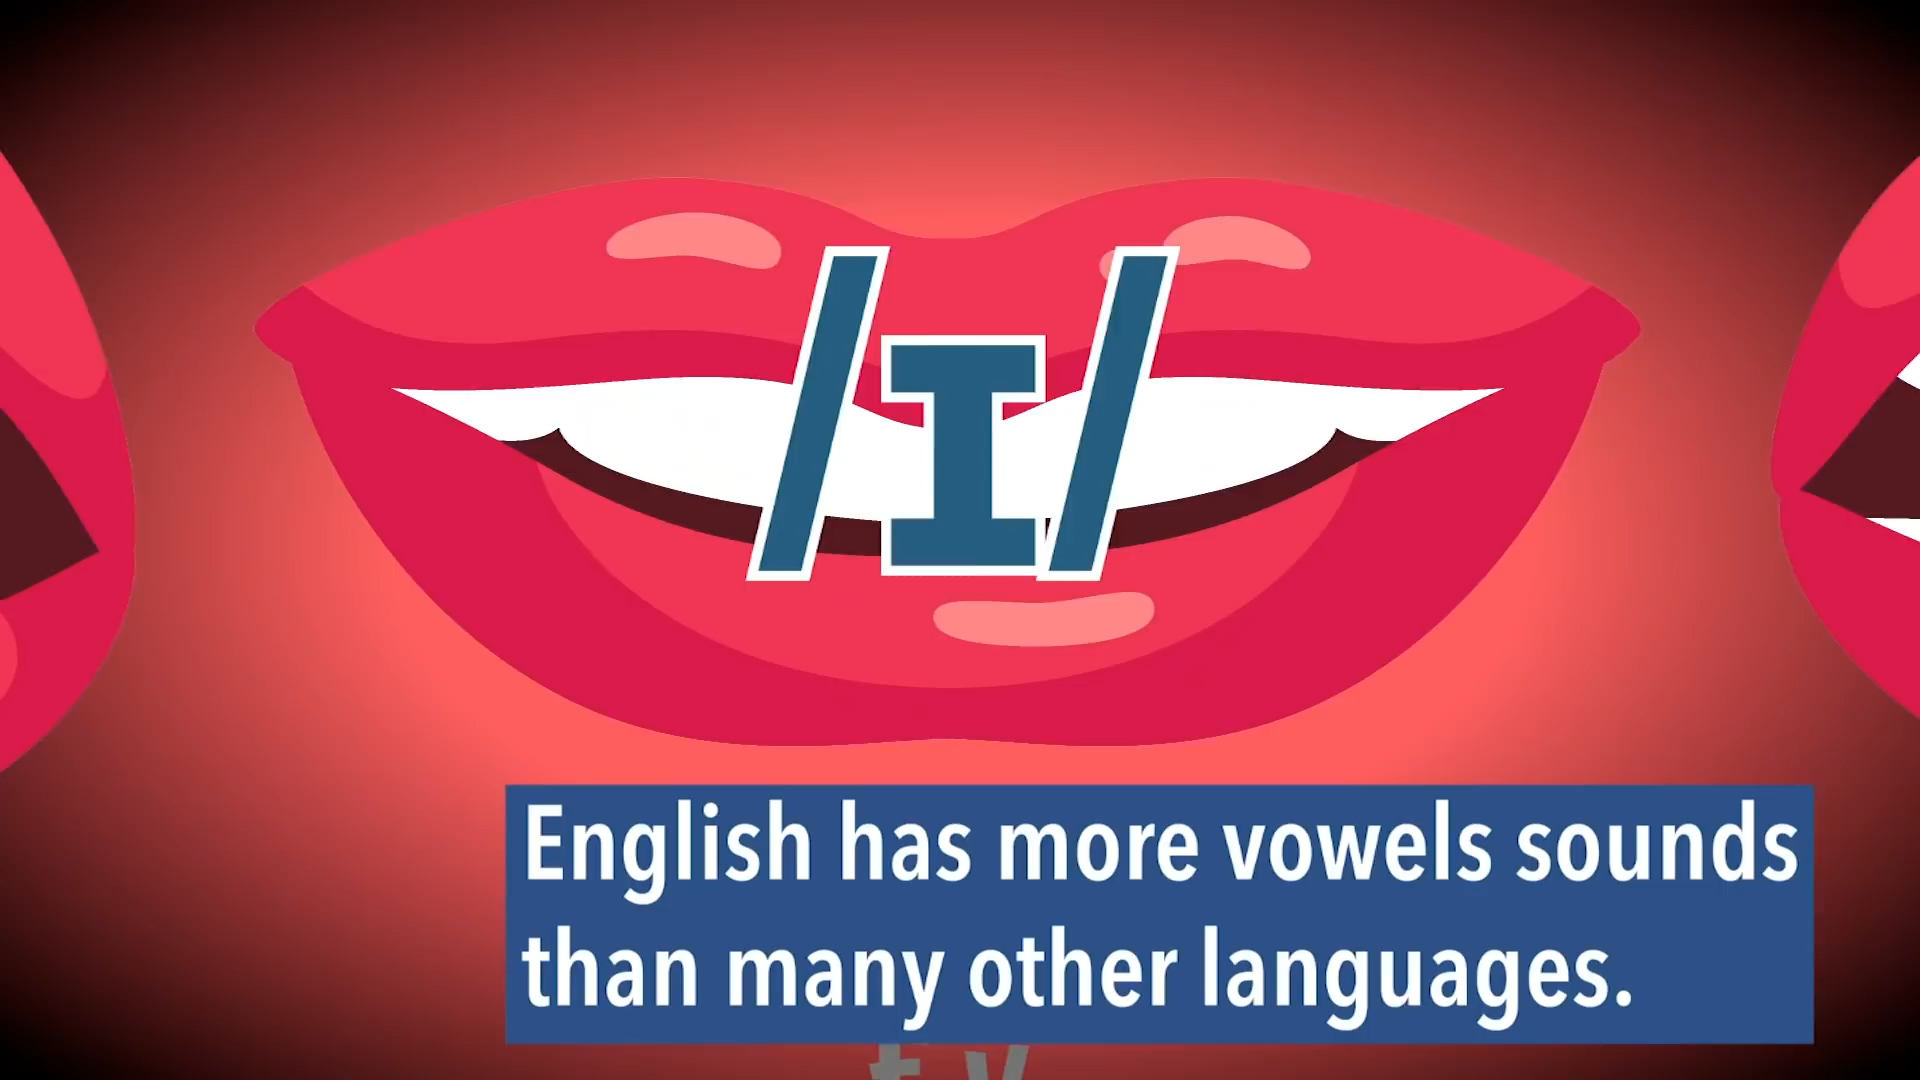 /ɪ/
English has more vowels sounds
than many other languages.